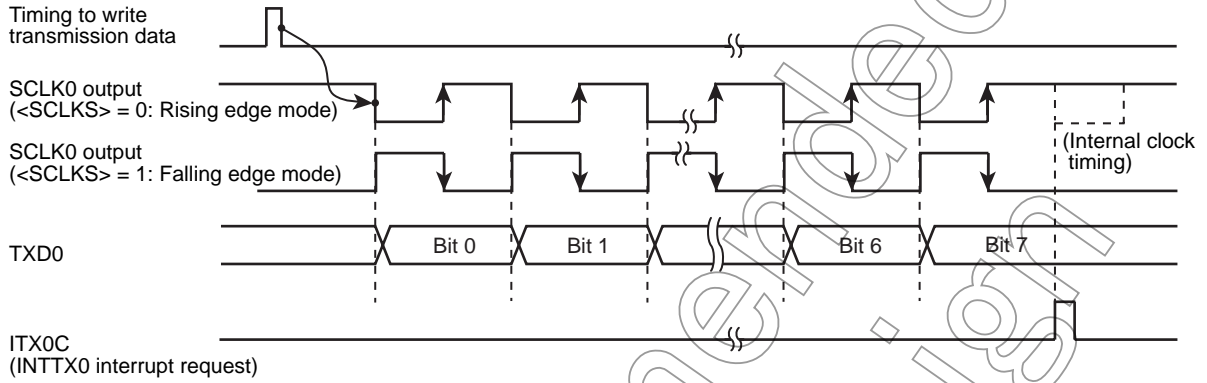 Timing to write
transmission data
SCLK0 output
(<SCLKS> = 0: Rising edge mode)
SCLK0 output
(<SCLKS> = 1: Falling edge mode)
(Internal clock
timing)
TXD0
Bit 0
Bit 1
Bit 6
Bit 7
ITX0C
(INTTX0 interrupt request)